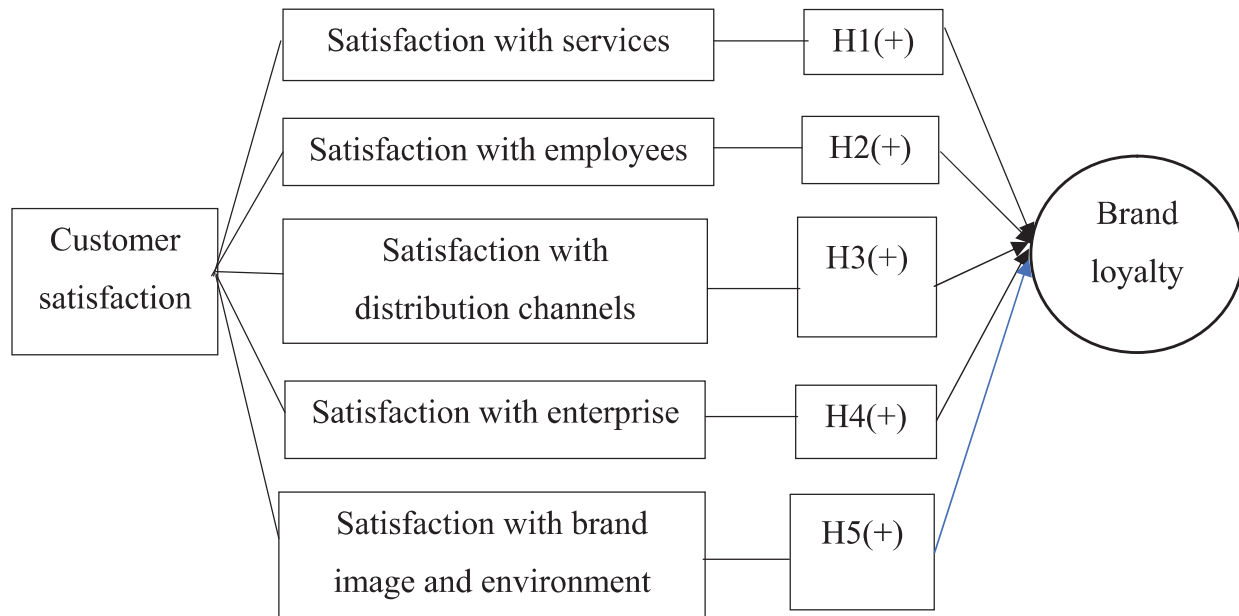 Satisfaction with services
H1(+)
Satisfaction with employees
H2(+)
Customer
satisfaction
Satisfaction with
distribution channels
H3(+)
Brand
loyalty
Satisfaction with enterprise
H4(+)
Satisfaction with brand
image and environment
H5(+)